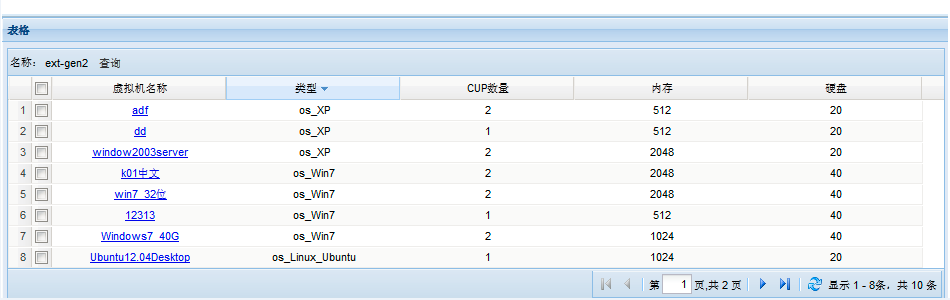 表格
名称: ext-gen2 查询
虚拟机名称 类型 CUP数量 内存 硬盘
1 adf os_XP 2 512 20
2 dd os_XP 1 512 20
3 window2003server os_XP 2 2048 20
4 k01中文 os_Win7 2 2048 40
5 win7_32位 os_Win7 2 2048 40
6 12313 os_Win7 1 512 40
7 Windows7_40G os_Win7 2 1024 40
8 Ubuntu12.04Desktop os_Linux_Ubuntu 1 1024 20
第 1 页,共 2 页 显示 1 - 8条，共 10 条